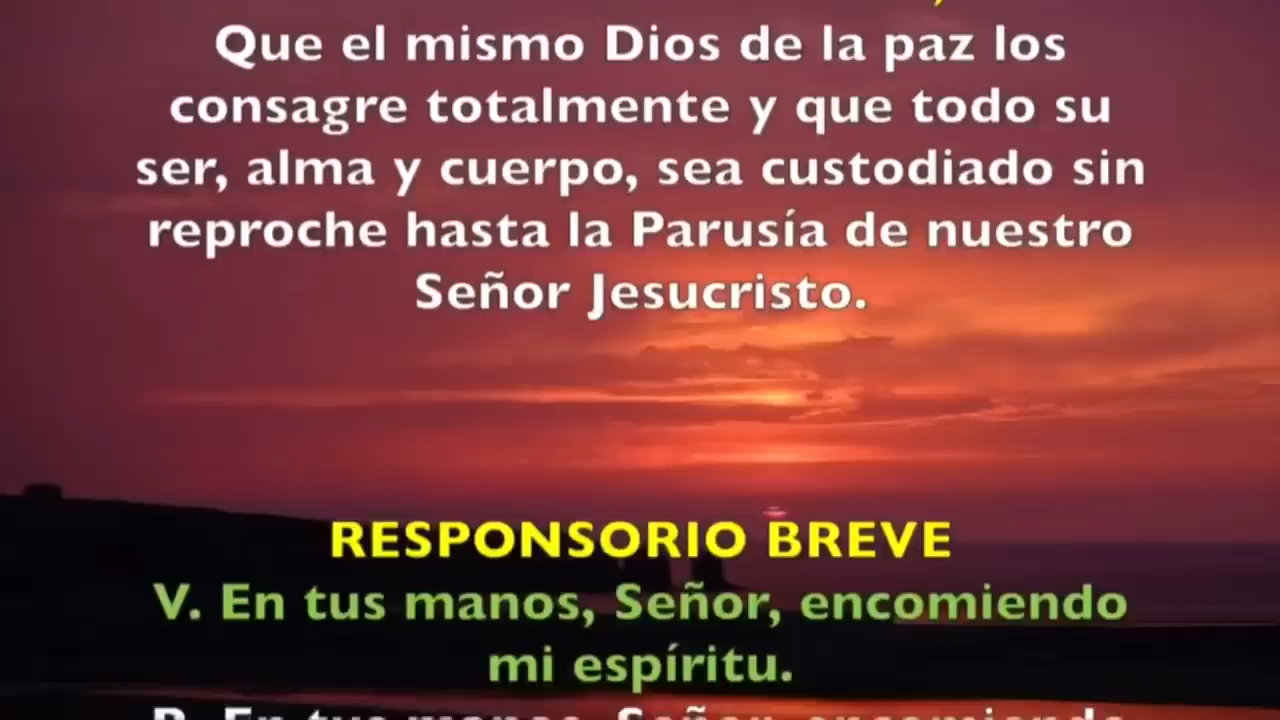 Que el mismo Dios de la paz los
consagre totalmente y que todo su
ser, alma y cuerpo, sea custodiado sin
reproche hasta la Parusía de nuestro
Señor Jesucristo.
RESPONSORIO BREVE
V. En tus manos, Señor, encomiendo
mi espíritu.
R. En tus manos, Señor, encomiendo